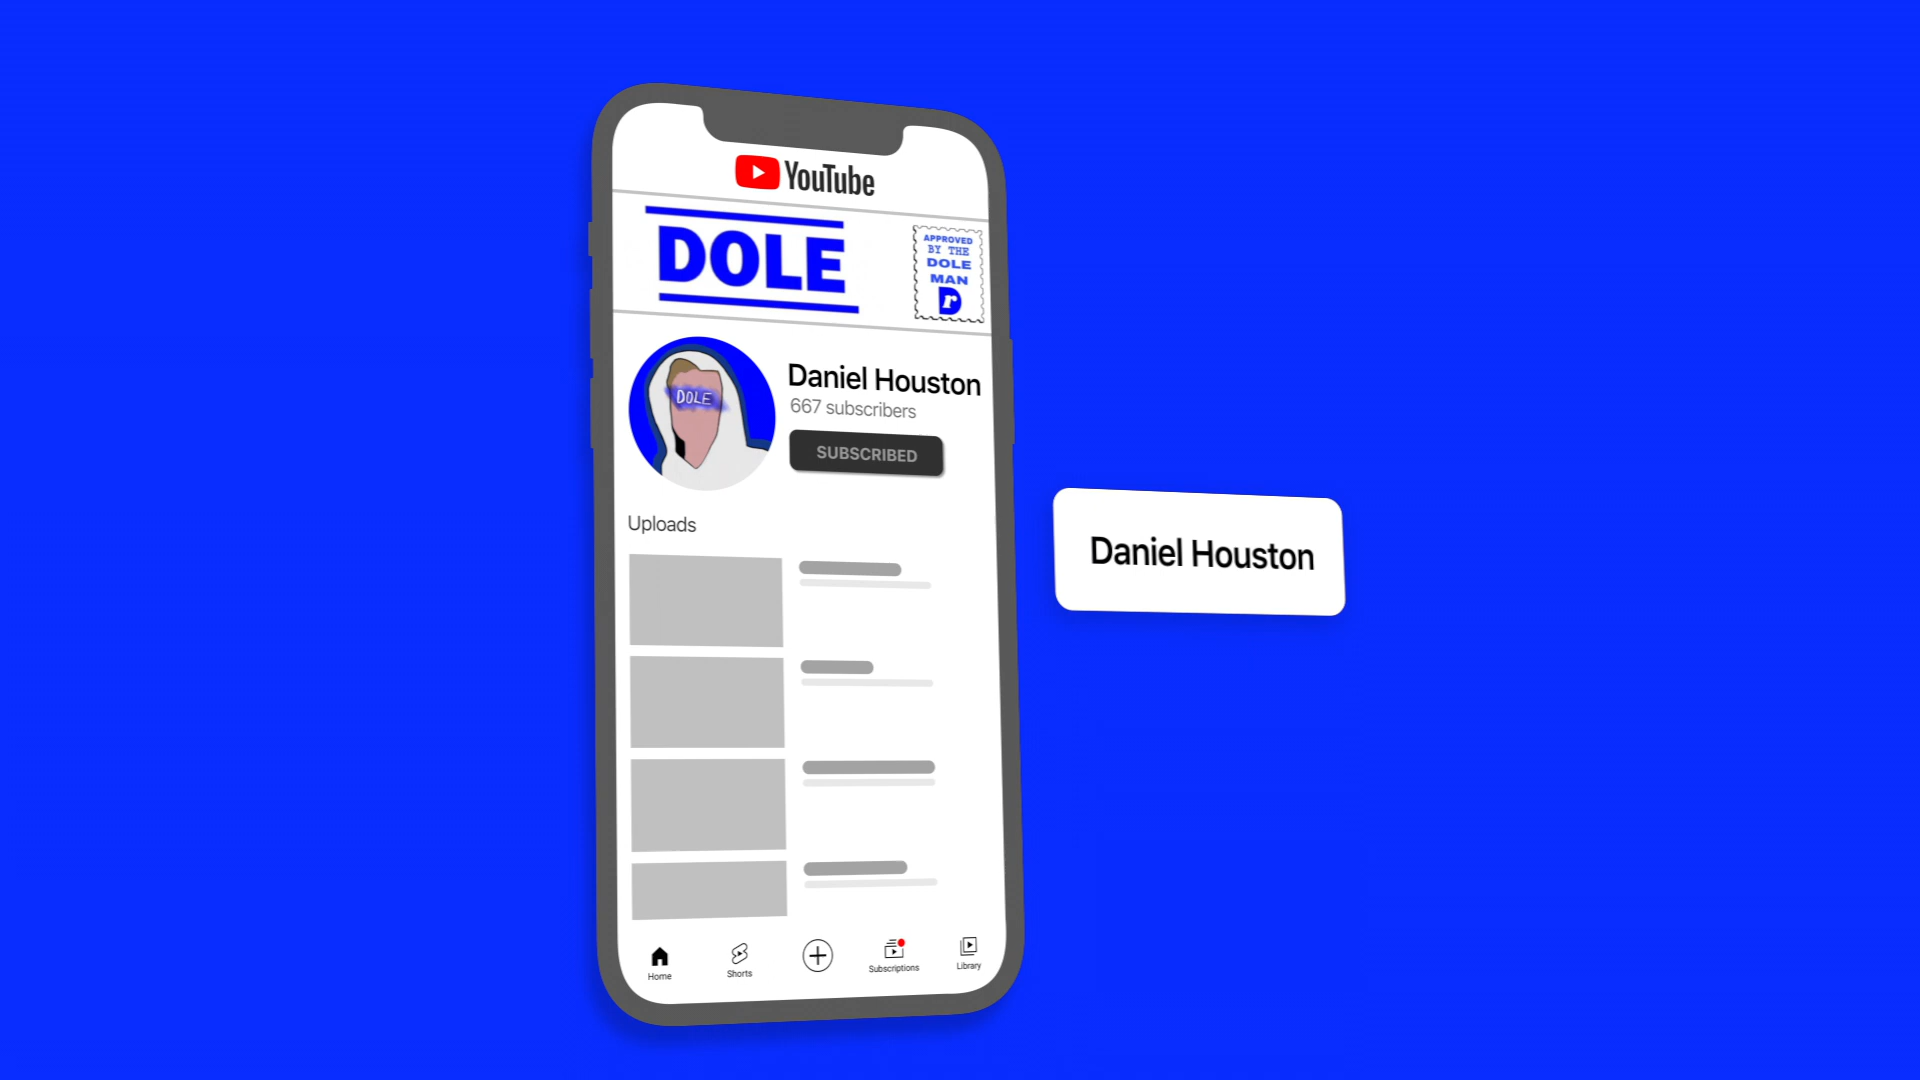 YouTube
DOLE
APPROVED
BY THE
DOLE
MAN
Dr
DOLE
Daniel Houston
667 subscribers
SUBSCRIBED
Daniel Houston
Uploads
Home
Shorts
Subscriptions
Library